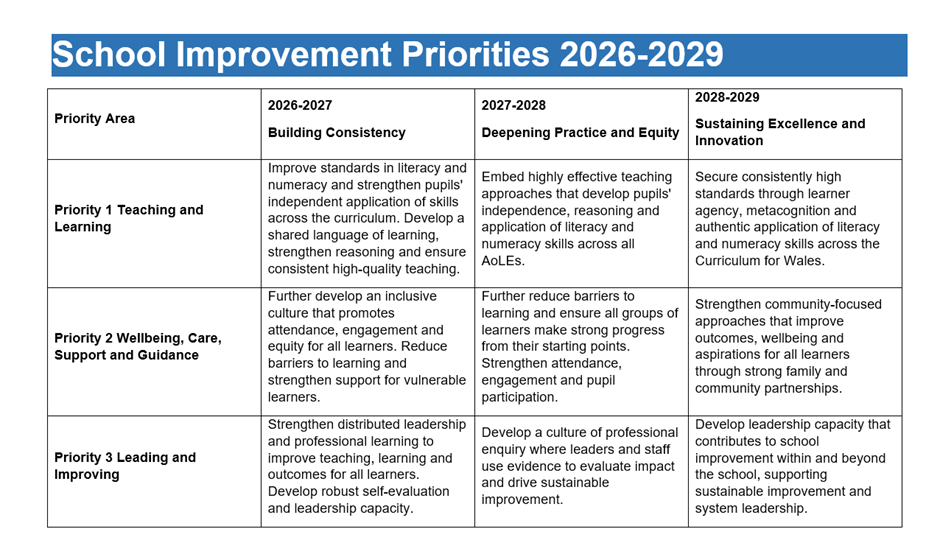 School Improvement Priorities 2026-2029
Priority Area
2026-2027
Building Consistency
2027-2028
Deepening Practice and Equity
2028-2029
Sustaining Excellence and
Innovation
Priority 1 Teaching and
Learning
Improve standards in literacy and
numeracy and strengthen pupils'
independent application of skills
across the curriculum. Develop a
shared language of learning,
strengthen reasoning and ensure
consistent high-quality teaching.
Embed highly effective teaching
approaches that develop pupils'
independence, reasoning and
application of literacy and
numeracy skills across all
AoLEs.
Secure consistently high
standards through learner
agency, metacognition and
authentic application of literacy
and numeracy skills across the
Curriculum for Wales.
Priority 2 Wellbeing, Care,
Support and Guidance
Further develop an inclusive
culture that promotes
attendance, engagement and
equity for all learners. Reduce
barriers to learning and
strengthen support for vulnerable
learners.
Further reduce barriers to
learning and ensure all groups of
learners make strong progress
from their starting points.
Strengthen attendance,
engagement and pupil
participation.
Strengthen community-focused
approaches that improve
outcomes, wellbeing and
aspirations for all learners
through strong family and
community partnerships.
Priority 3 Leading and
Improving
Strengthen distributed leadership
and professional learning to
improve teaching, learning and
outcomes for all learners.
Develop robust self-evaluation
and leadership capacity.
Develop a culture of professional
enquiry where leaders and staff
use evidence to evaluate impact
and drive sustainable
improvement.
Develop leadership capacity that
contributes to school
improvement within and beyond
the school, supporting
sustainable improvement and
system leadership.